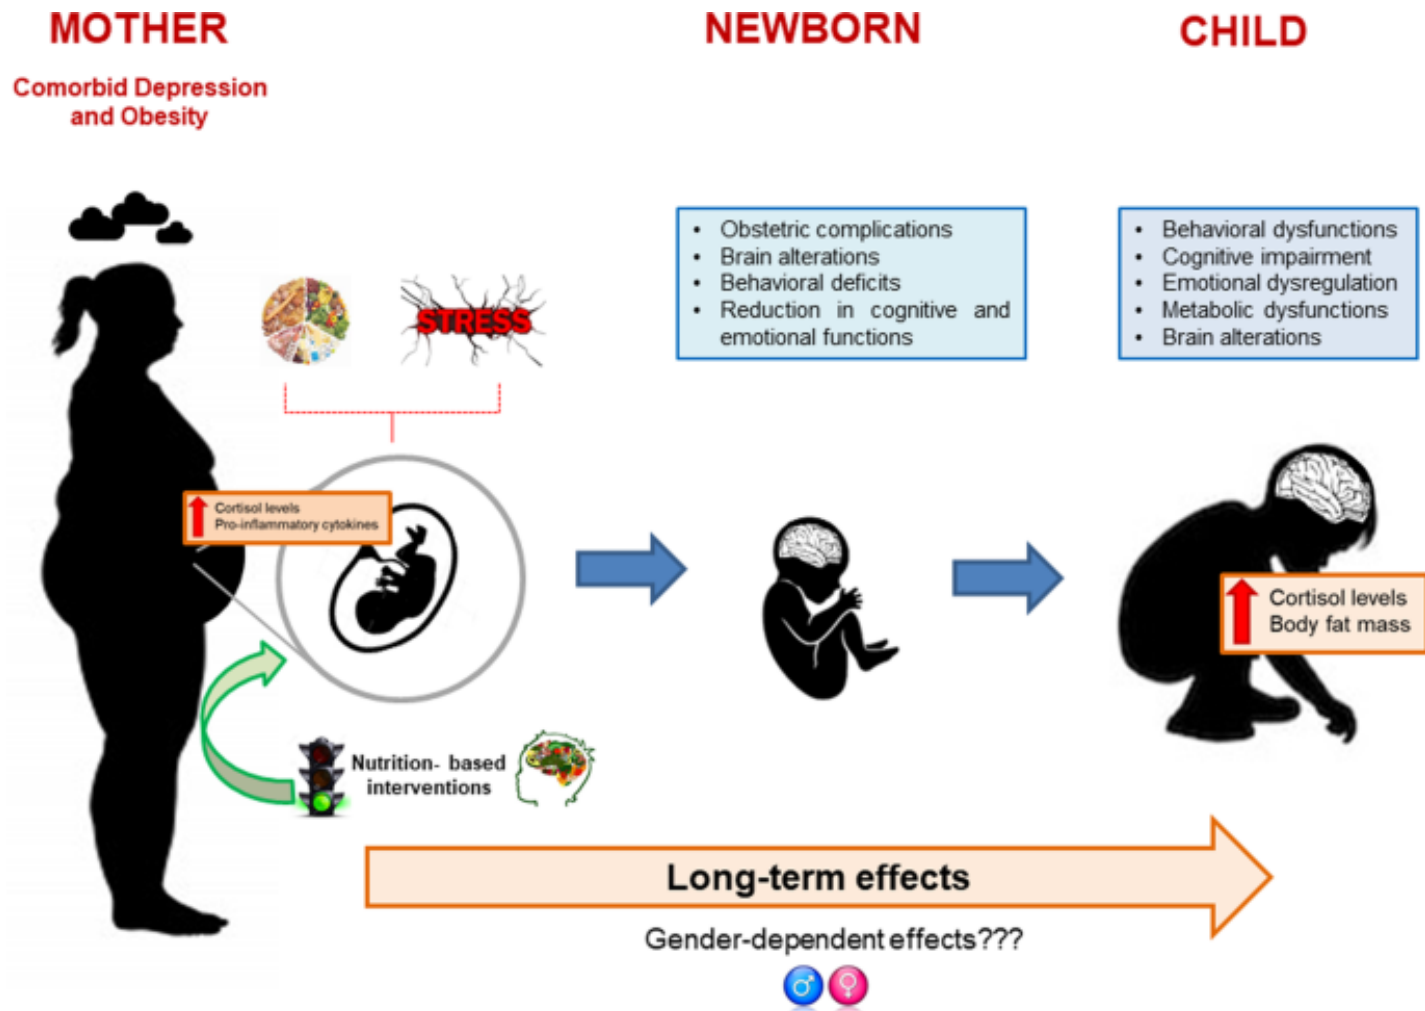 MOTHER
NEWBORN
CHILD
Comorbid Depression
and Obesity
STRESS
• Obstetric complications
• Brain alterations
• Behavioral deficits
• Reduction in cognitive and
emotional functions
• Behavioral dysfunctions
• Cognitive impairment
• Emotional dysregulation
• Metabolic dysfunctions
• Brain alterations
Cortisol levels
Pro-inflammatory cytokines
Cortisol levels
Body fat mass
Nutrition- based
interventions
Long-term effects
Gender-dependent effects???